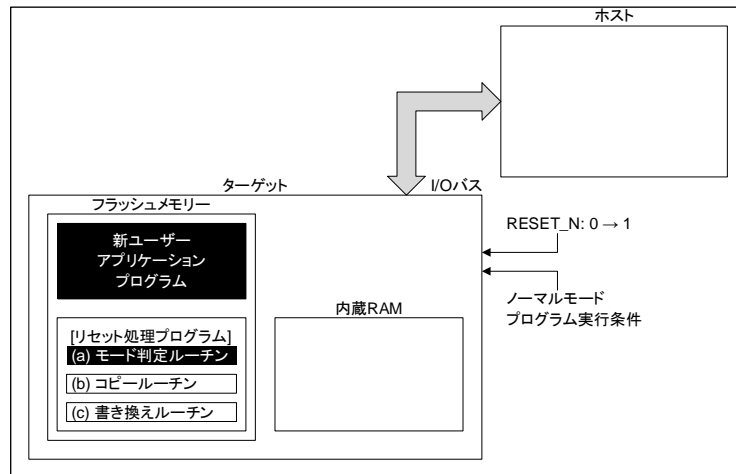 ホスト
ターゲット
I/Oバス
フラッシュメモリー
新ユーザー
アプリケーション
プログラム
RESET_N: 0 → 1
ノーマルモード
プログラム実行条件
内蔵RAM
[リセット処理プログラム]
(a) モード判定ルーチン
(b) コピールーチン
(c) 書き換えルーチン